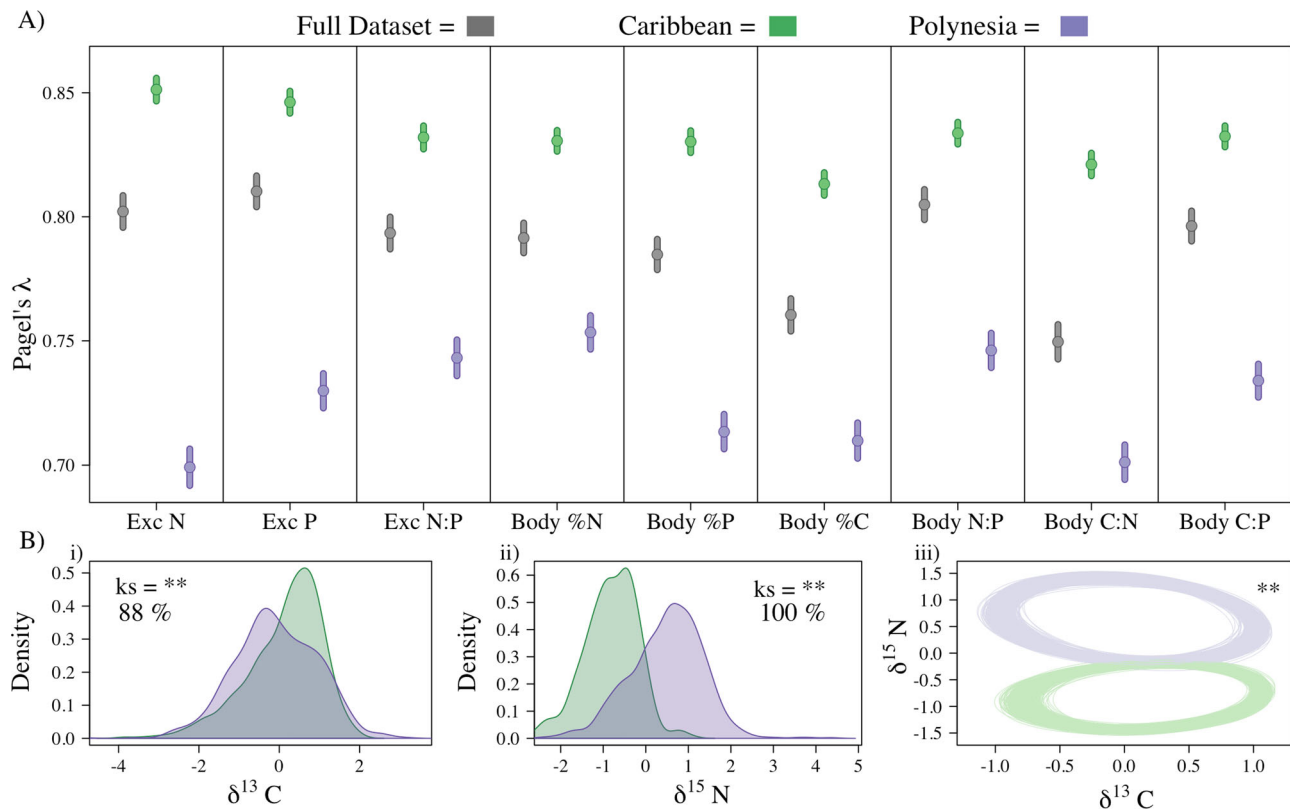 A)
Full Dataset =
Caribbean =
Polynesia =
Pagel's λ
0.85
0.80
0.75
0.70
Exc N
Exc P
Exc N:P
Body %N
Body %P
Body %C
Body N:P
Body C:N
Body C:P
B)
i)
ks = **
88 %
Density
0.5
0.4
0.3
0.2
0.1
0.0
-4
-2
0
2
δ¹³ C
ii)
ks = **
100 %
Density
0.6
0.5
0.4
0.3
0.2
0.1
0.0
-2
-1
0
1
2
3
4
5
δ¹⁵ N
iii)
**
δ¹⁵ N
1.5
1.0
0.5
0.0
-0.5
-1.0
-1.5
-1.0
-0.5
0.0
0.5
1.0
δ¹³ C